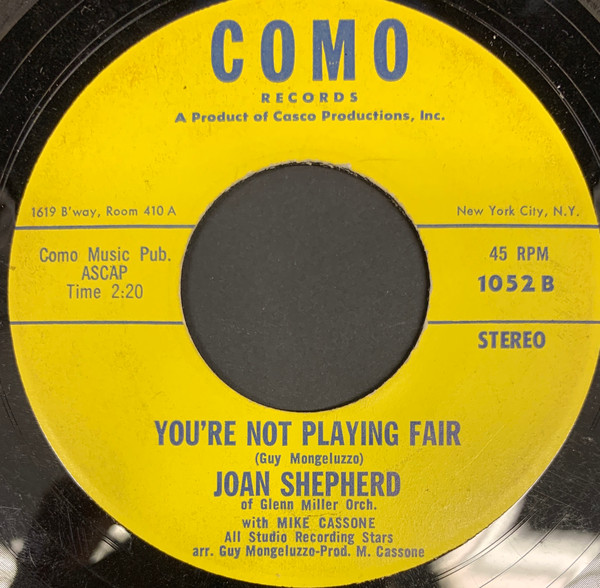 COMO
RECORDS
A Product of Casco Productions, Inc.
1619 B'way, Room 410 A
New York City, N.Y.
Como Music Pub.
ASCAP
Time 2:20
45 RPM
1052 B
STEREO
YOU'RE NOT PLAYING FAIR
(Guy Mongeluzzo)
JOAN SHEPHERD
of Glenn Miller Orch.
with MIKE CASSONE
All Studio Recording Stars
arr. Guy Mongeluzzo-Prod. M. Cassone